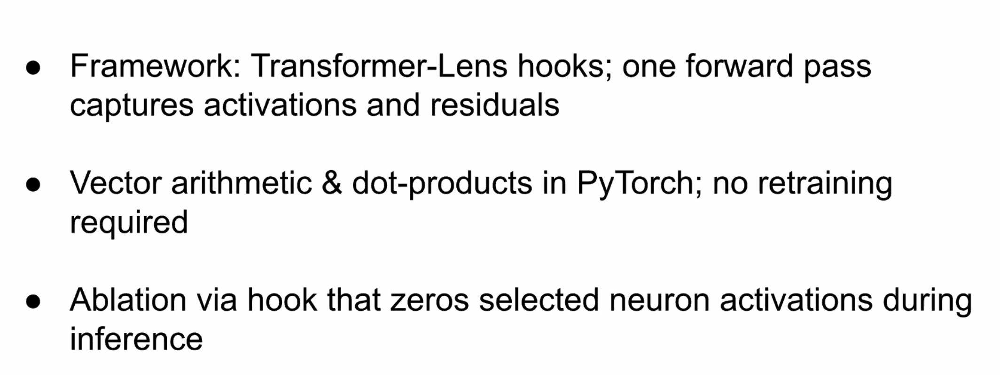 ● Framework: Transformer-Lens hooks; one forward pass
captures activations and residuals
● Vector arithmetic & dot-products in PyTorch; no retraining
required
● Ablation via hook that zeros selected neuron activations during
inference